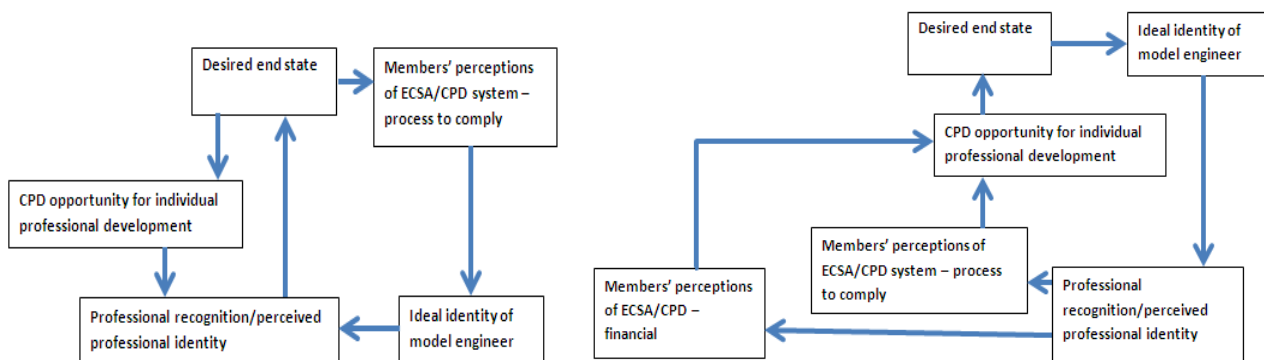 Desired end state
Members' perceptions
of ECSA/CPD system –
process to comply
CPD opportunity for individual
professional development
Professional recognition/perceived
professional identity
Ideal identity of
model engineer
Desired end state
Ideal identity of
model engineer
CPD opportunity for individual
professional development
Members' perceptions of
ECSA/CPD system – process
to comply
Members' perceptions
of ECSA/CPD –
financial
Professional
recognition/perceived
professional identity